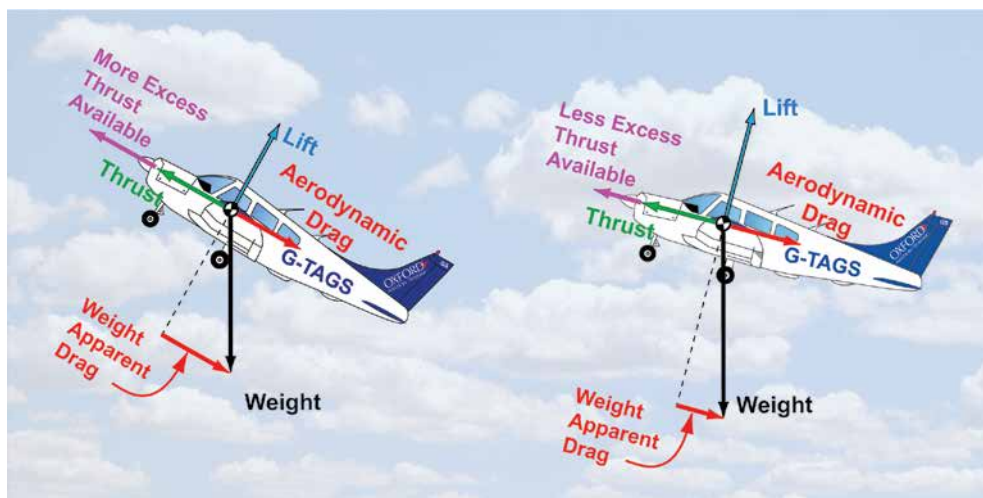 More Excess
Thrust
Available
Thrust
Lift
Aerodynamic
Drag
G-TAGS
OXFORD
Weight
Apparent
Drag
Weight
Less Excess
Thrust
Available
Thrust
Lift
Aerodynamic
Drag
G-TAGS
OXFORD
Weight
Apparent
Drag
Weight